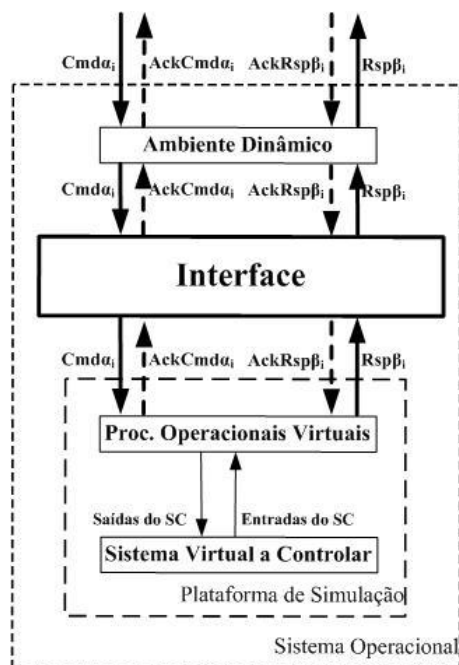 Cmdαi AckCmdαi AckRspβi Rspβi
Ambiente Dinâmico
Cmdαi AckCmdαi AckRspβi Rspβi
Interface
Cmdαi AckCmdαi AckRspβi Rspβi
Proc. Operacionais Virtuais
Saídas do SC Entradas do SC
Sistema Virtual a Controlar
Plataforma de Simulação
Sistema Operacional